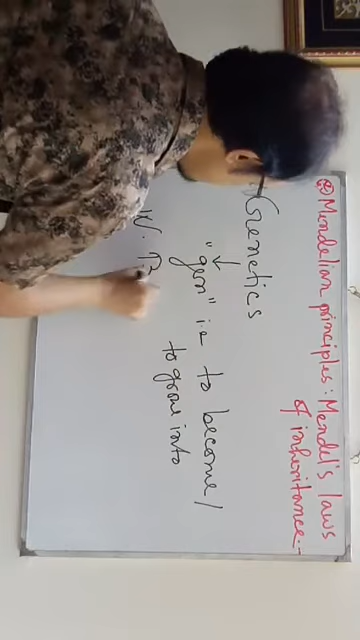 * Mendelian principles: Mendel's laws
of inheritance.-
Genetics
"gen" i.e to become/
to grow into
W. B